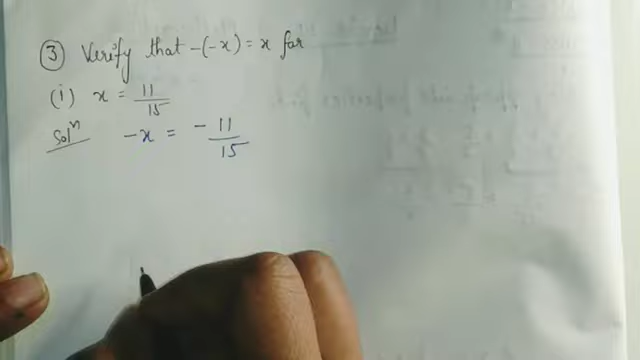 ③ Verify that -(-x) = x for
(i) x = 11/15
Solⁿ -x = -11/15